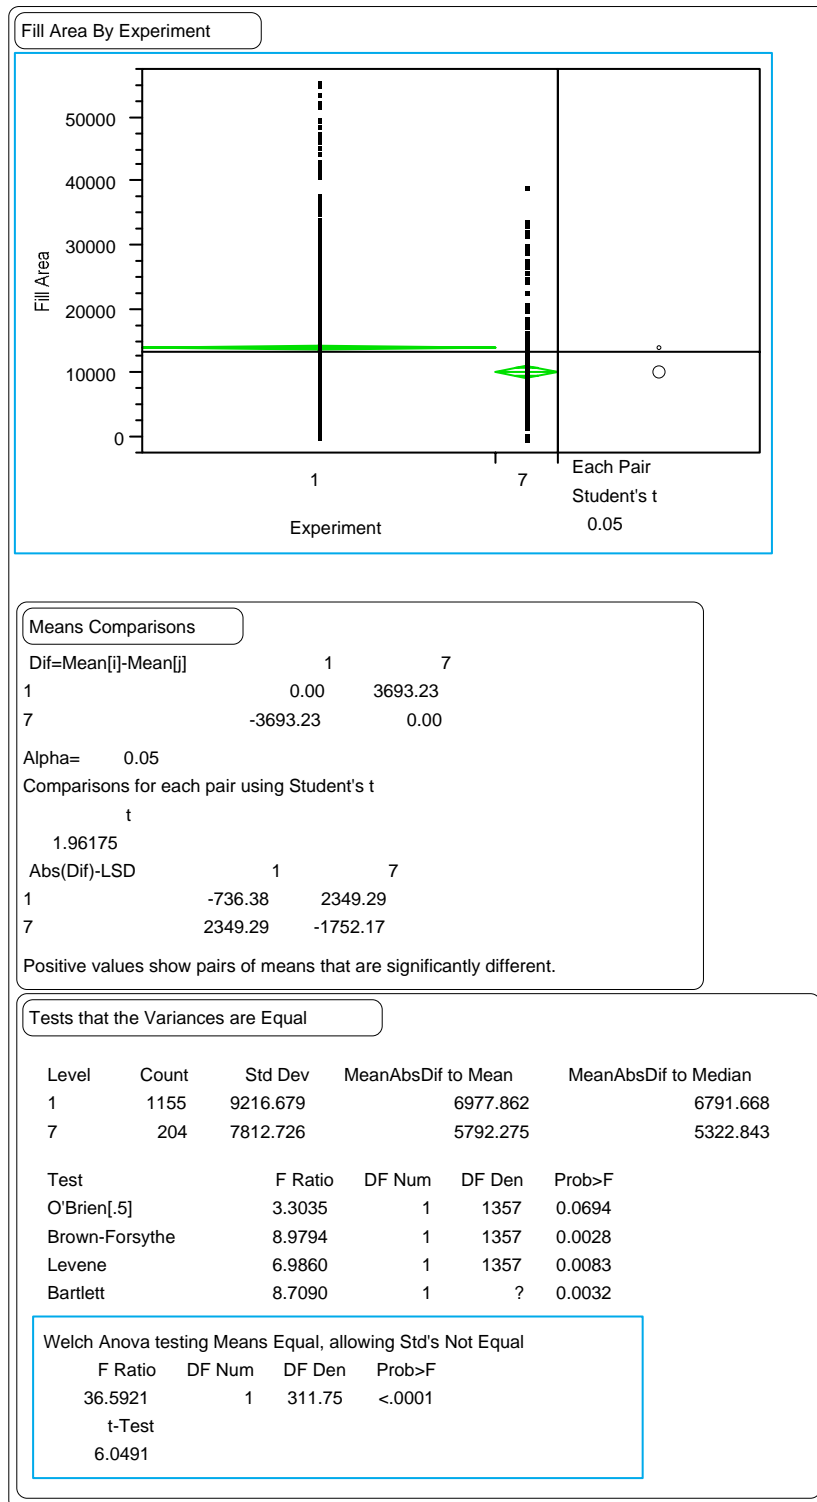 Fill Area By Experiment
Fill Area
50000
40000
30000
20000
10000
0
1 7
Experiment
Each Pair
Student's t
0.05
Means Comparisons
Dif=Mean[i]-Mean[j] 1 7
1 0.00 3693.23
7 -3693.23 0.00
Alpha= 0.05
Comparisons for each pair using Student's t
t
1.96175
Abs(Dif)-LSD 1 7
1 -736.38 2349.29
7 2349.29 -1752.17
Positive values show pairs of means that are significantly different.
Tests that the Variances are Equal
Level Count Std Dev MeanAbsDif to Mean MeanAbsDif to Median
1 1155 9216.679 6977.862 6791.668
7 204 7812.726 5792.275 5322.843
Test F Ratio DF Num DF Den Prob>F
O'Brien[.5] 3.3035 1 1357 0.0694
Brown-Forsythe 8.9794 1 1357 0.0028
Levene 6.9860 1 1357 0.0083
Bartlett 8.7090 1 ? 0.0032
Welch Anova testing Means Equal, allowing Std's Not Equal
F Ratio DF Num DF Den Prob>F
36.5921 1 311.75 <.0001
t-Test
6.0491